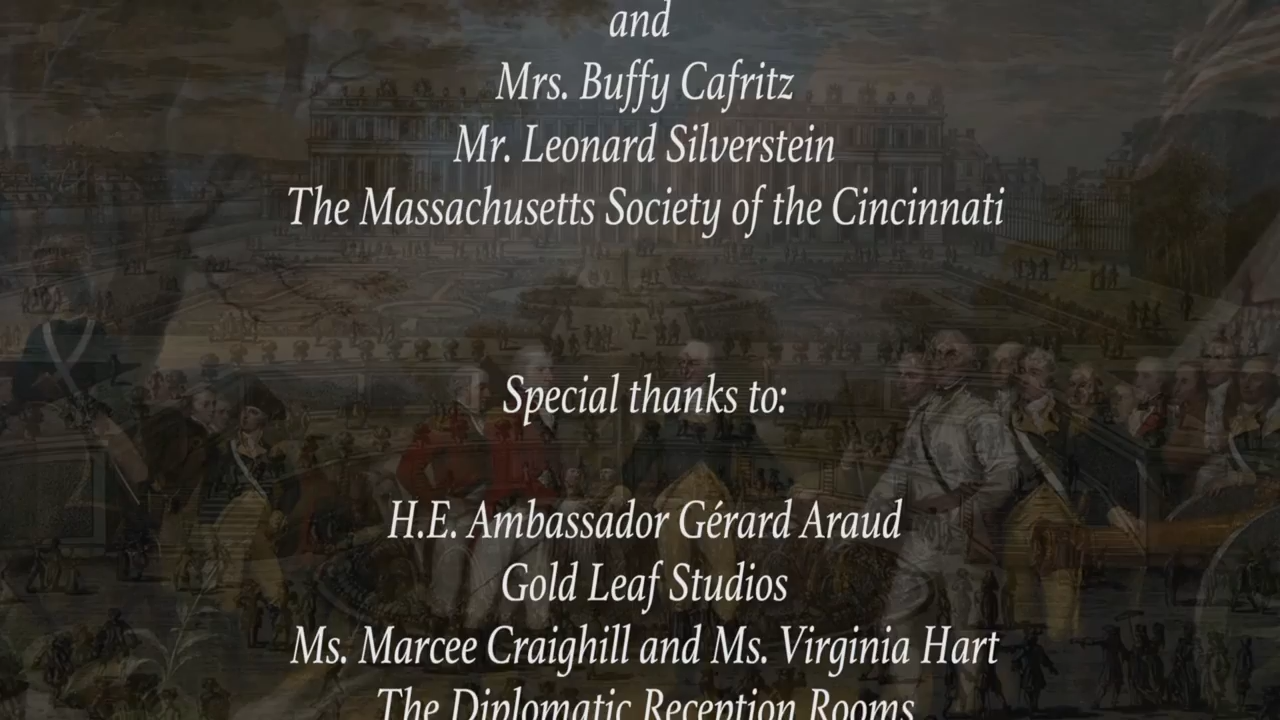 and
Mrs. Buffy Cafritz
Mr. Leonard Silverstein
The Massachusetts Society of the Cincinnati
Special thanks to:
H.E. Ambassador Gérard Araud
Gold Leaf Studios
Ms. Marcee Craighill and Ms. Virginia Hart
The Diplomatic Reception Rooms